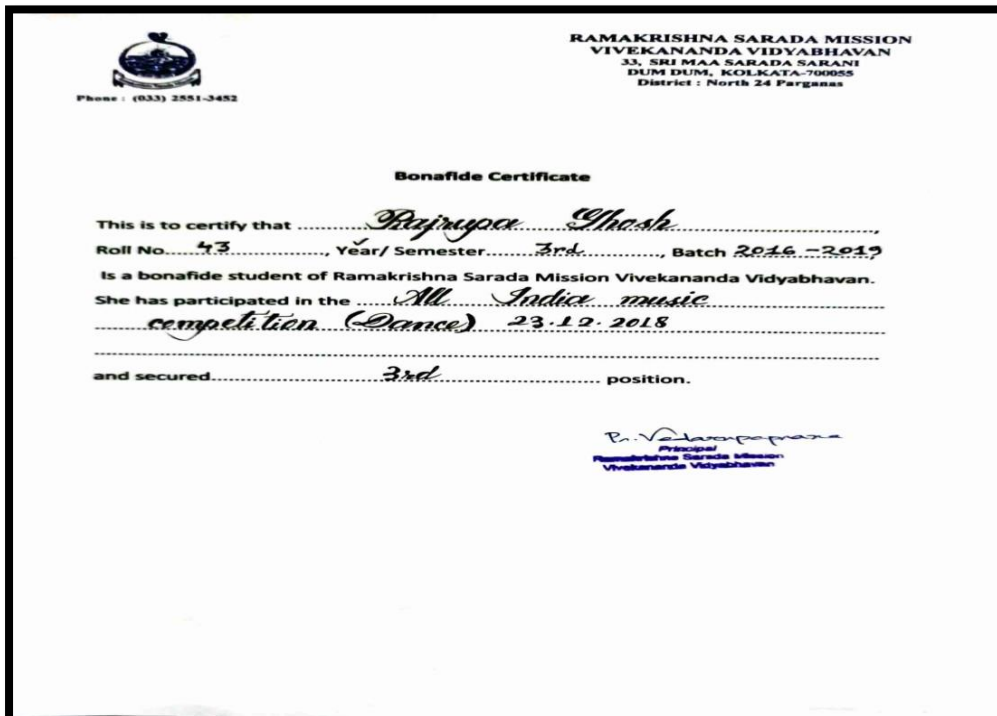 RAMAKRISHNA SARADA MISSION
VIVEKANANDA VIDYABHAVAN
33, SRI MAA SARADA SARANI
DUM DUM, KOLKATA-700055
District : North 24 Parganas
Phone : (033) 2551-3452
Bonafide Certificate
This is to certify that ........Rajrupa Ghosh........,
Roll No.....43........, Year/ Semester.......3rd......., Batch 2016 - 2019
Is a bonafide student of Ramakrishna Sarada Mission Vivekananda Vidyabhavan.
She has participated in the .....All India music
competition (Dance) 23.12.2018
and secured..............3rd.............. position.
Principal
Ramakrishna Sarada Mission
Vivekananda Vidyabhavan